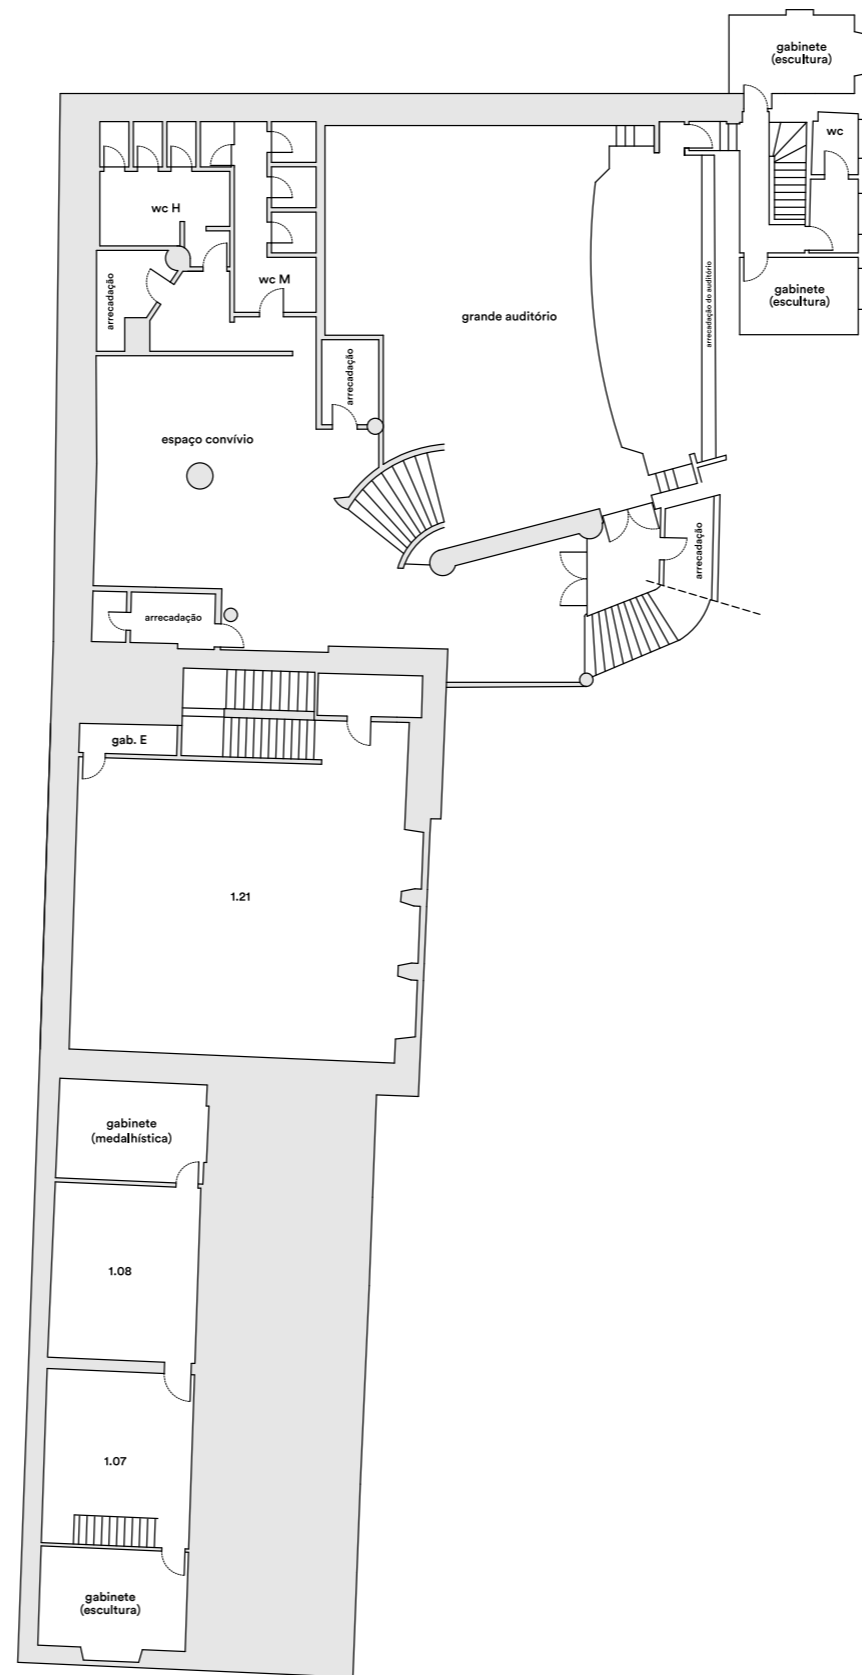 gabinete
(escultura)
wc
wc H
wc M
arrecadação
gabinete
(escultura)
arrecadação do auditório
grande auditório
arrecadação
espaço convívio
arrecadação
arrecadação
gab. E
1.21
gabinete
(medalhística)
1.08
1.07
gabinete
(escultura)